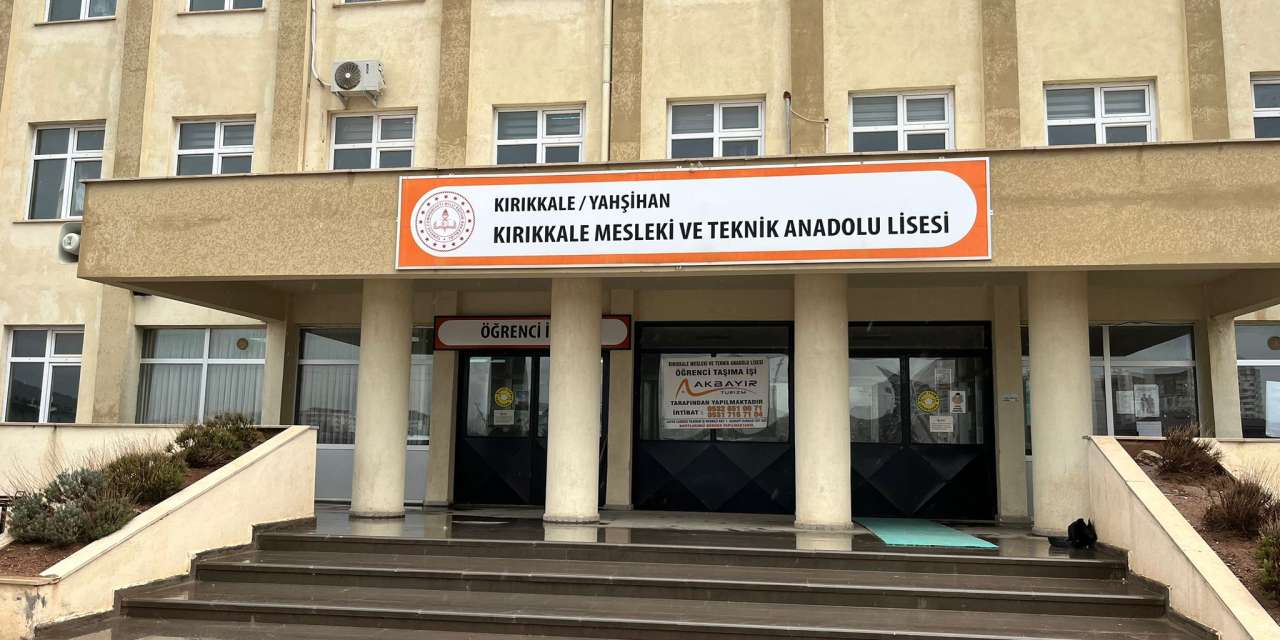 KIRIKKALE / YAHŞİHAN
KIRIKKALE MESLEKİ VE TEKNİK ANADOLU LİSESİ
ÖĞRENCİ
KIRIKKALE MESLEKİ VE TEKNİK ANADOLU LİSESİ
ÖĞRENCİ TAŞIMA İŞİ
AKBAYIR
TURİZM
TARAFINDAN YAPILMAKTADIR
İRTİBAT